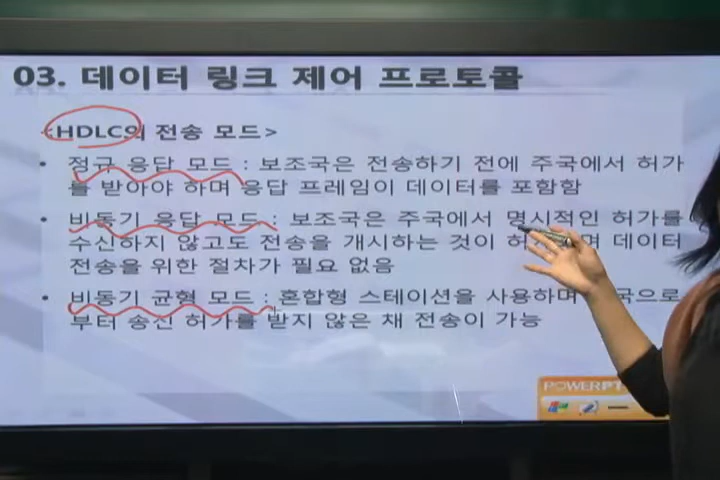 03. 데이터 링크 제어 프로토콜
<HDLC의 전송 모드>
• 정규 응답 모드 : 보조국은 전송하기 전에 주국에서 허가
를 받아야 하며 응답 프레임이 데이터를 포함함
• 비동기 응답 모드 : 보조국은 주국에서 명시적인 허가를
수신하지 않고도 전송을 개시하는 것이 데이터
전송을 위한 절차가 필요 없음
• 비동기 균형 모드 : 혼합형 스테이션을 사용하며
부터 송신 허가를 받지 않은 채 전송이 가능